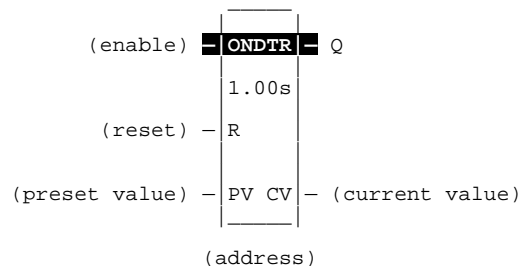 (enable) ONDTR Q
1.00s
(reset) R
(preset value) PV CV (current value)
(address)